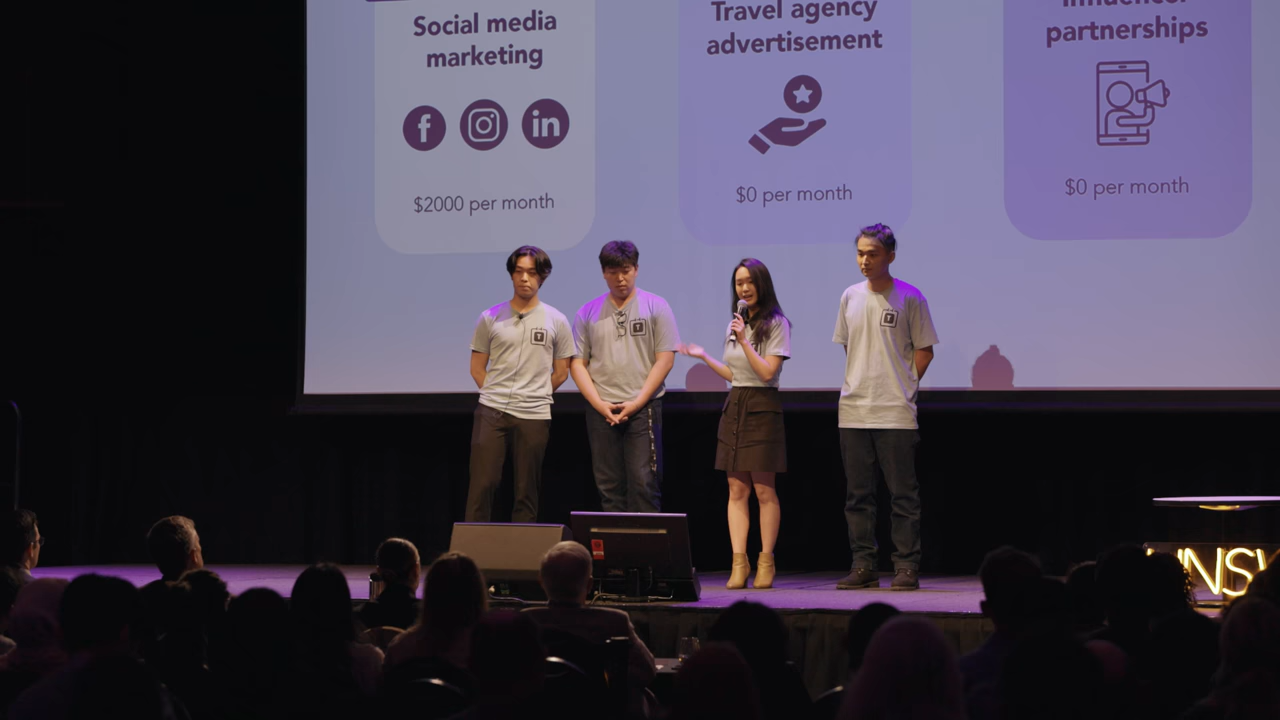 Social media
marketing
$2000 per month
Travel agency
advertisement
$0 per month
partnerships
$0 per month
T
T
T